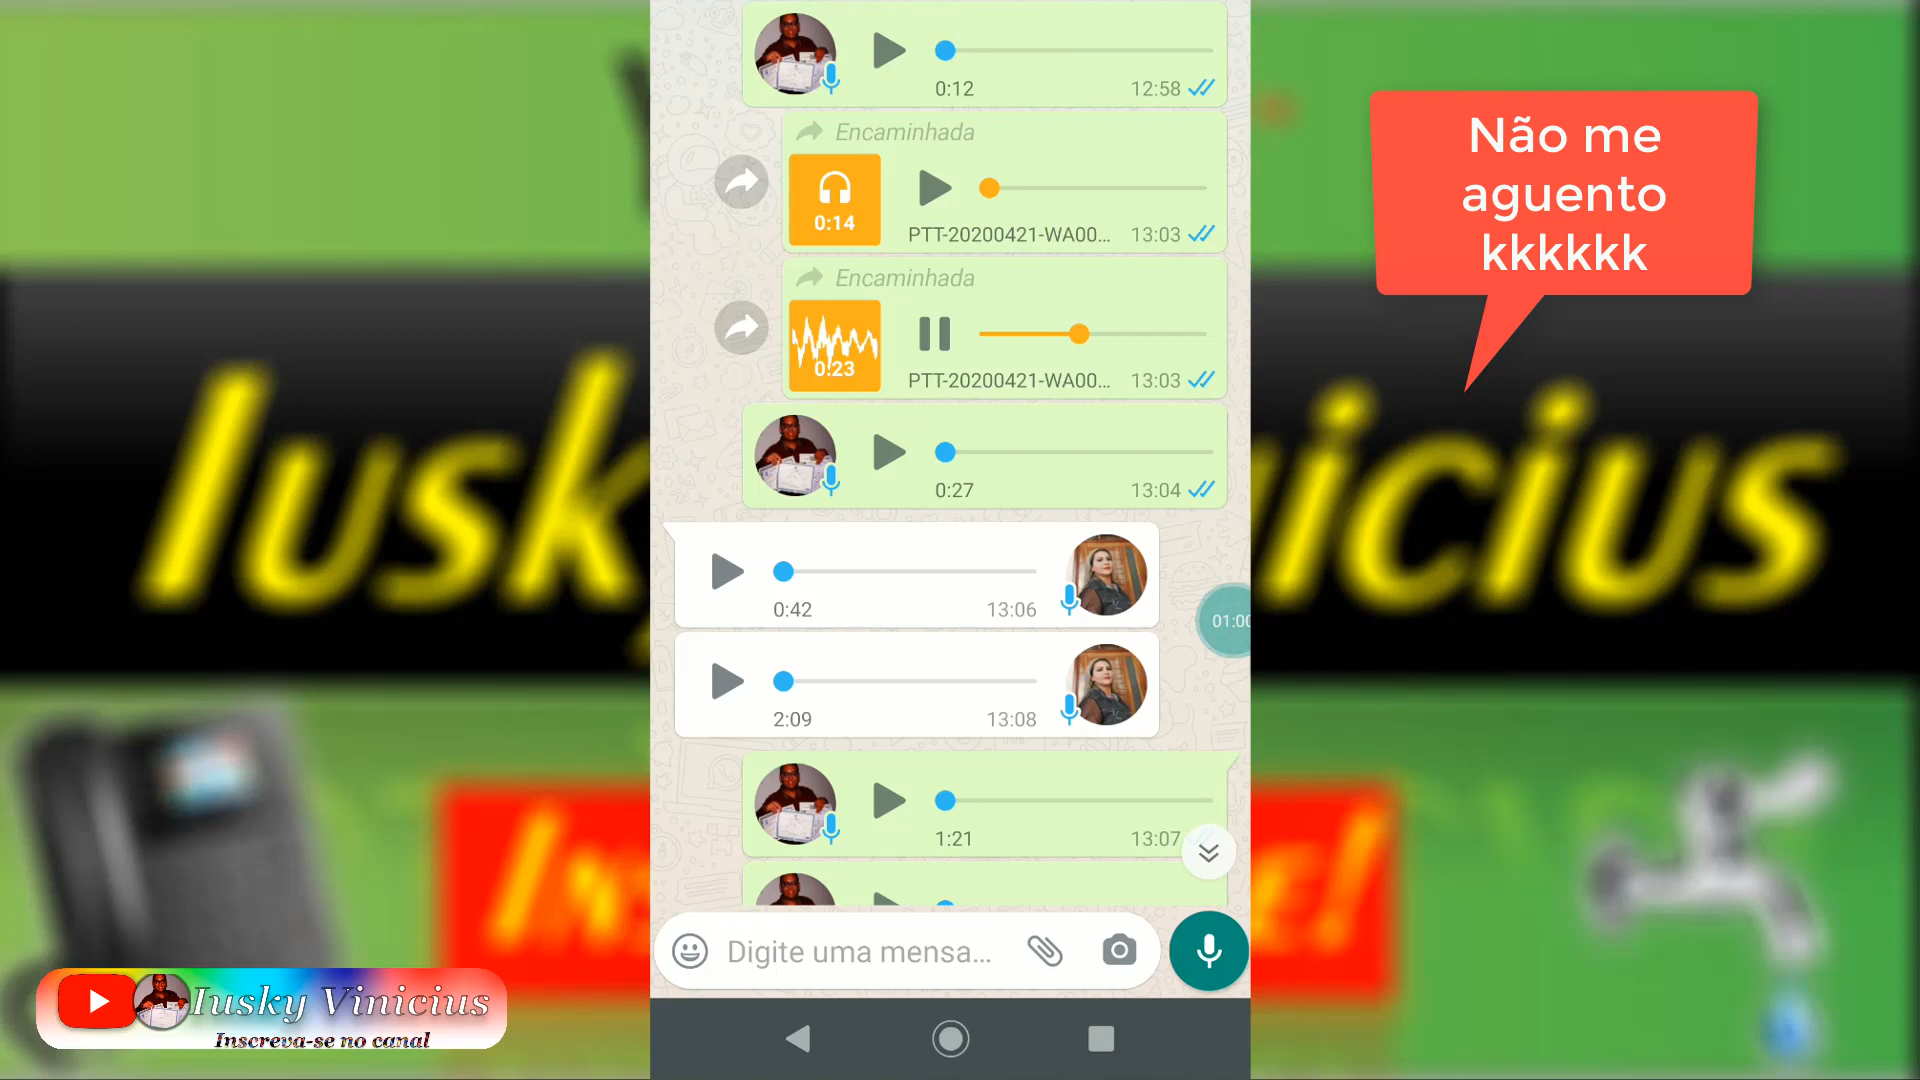 0:12
12:58
Encaminhada
0:14
PTT-20200421-WA00...
13:03
Encaminhada
0:23
PTT-20200421-WA00...
13:03
0:27
13:04
0:42
13:06
2:09
13:08
1:21
13:07
Digite uma mensa...
01:00
Não me
aguento
kkkkkk
Iusky Vinicius
Inscreva-se no canal